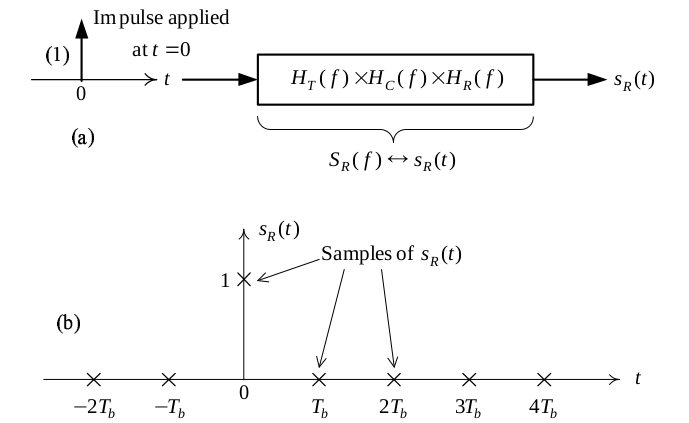 Impulse applied
(1) at t = 0
t H_T(f)×H_C(f)×H_R(f) s_R(t)
0
(a)
S_R(f)↔s_R(t)
s_R(t)
Samples of s_R(t)
1
(b)
t
0
−2T_b −T_b T_b 2T_b 3T_b 4T_b